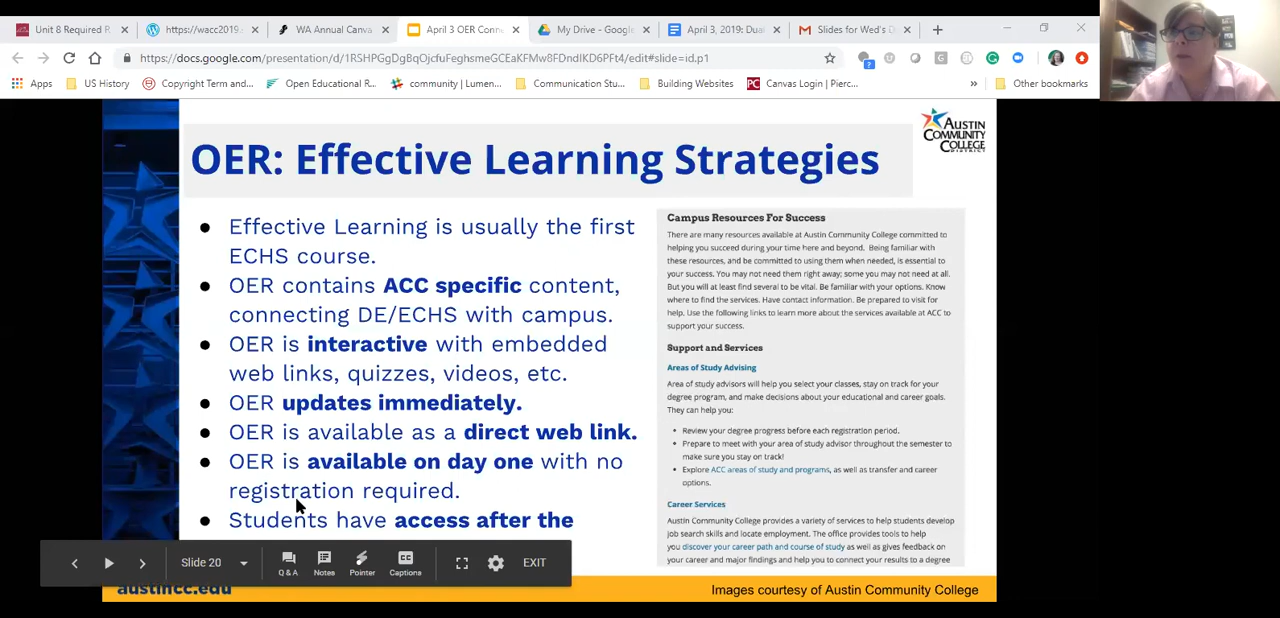 Unit 8 Required R
https://wacc2019.
WA Annual Canva
April 3 OER Conn
My Drive - Google
April 3, 2019: Dual
Slides for Wed's D
https://docs.google.com/presentation/d/1RSHPGgDgBqOjcfuFeghsmeGCEaKFMw8FDndIKD6PFt4/edit#slide=id.p1
Apps
US History
Copyright Term and...
Open Educational R...
community | Lumen...
Communication Stu...
Building Websites
Canvas Login | Pierc...
»
Other bookmarks
OER: Effective Learning Strategies
AUSTIN
COMMUNITY
COLLEGE
DISTRICT
● Effective Learning is usually the first
ECHS course.
● OER contains ACC specific content,
connecting DE/ECHS with campus.
● OER is interactive with embedded
web links, quizzes, videos, etc.
● OER updates immediately.
● OER is available as a direct web link.
● OER is available on day one with no
registration required.
● Students have access after the
Campus Resources For Success
There are many resources available at Austin Community College committed to
helping you succeed during your time here and beyond. Being familiar with
these resources, and be committed to using them when needed, is essential to
your success. You may not need them right away; some you may not need at all.
But you will at least find several to be vital. Be familiar with your options. Know
where to find the services. Have contact information. Be prepared to visit for
help. Use the following links to learn more about the services available at ACC to
support your success.
Support and Services
Areas of Study Advising
Area of study advisors will help you select your classes, stay on track for your
degree program, and make decisions about your educational and career goals.
They can help you:
• Review your degree progress before each registration period.
• Prepare to meet with your area of study advisor throughout the semester to
make sure you stay on track!
• Explore ACC areas of study and programs, as well as transfer and career
options.
Career Services
Austin Community College provides a variety of services to help students develop
job search skills and locate employment. The office provides tools to help
you discover your career path and course of study as well as gives feedback on
your career and major findings and help you to connect your results to a degree
Slide 20
Q & A
Notes
Pointer
CC
Captions
EXIT
austincc.edu
Images courtesy of Austin Community College